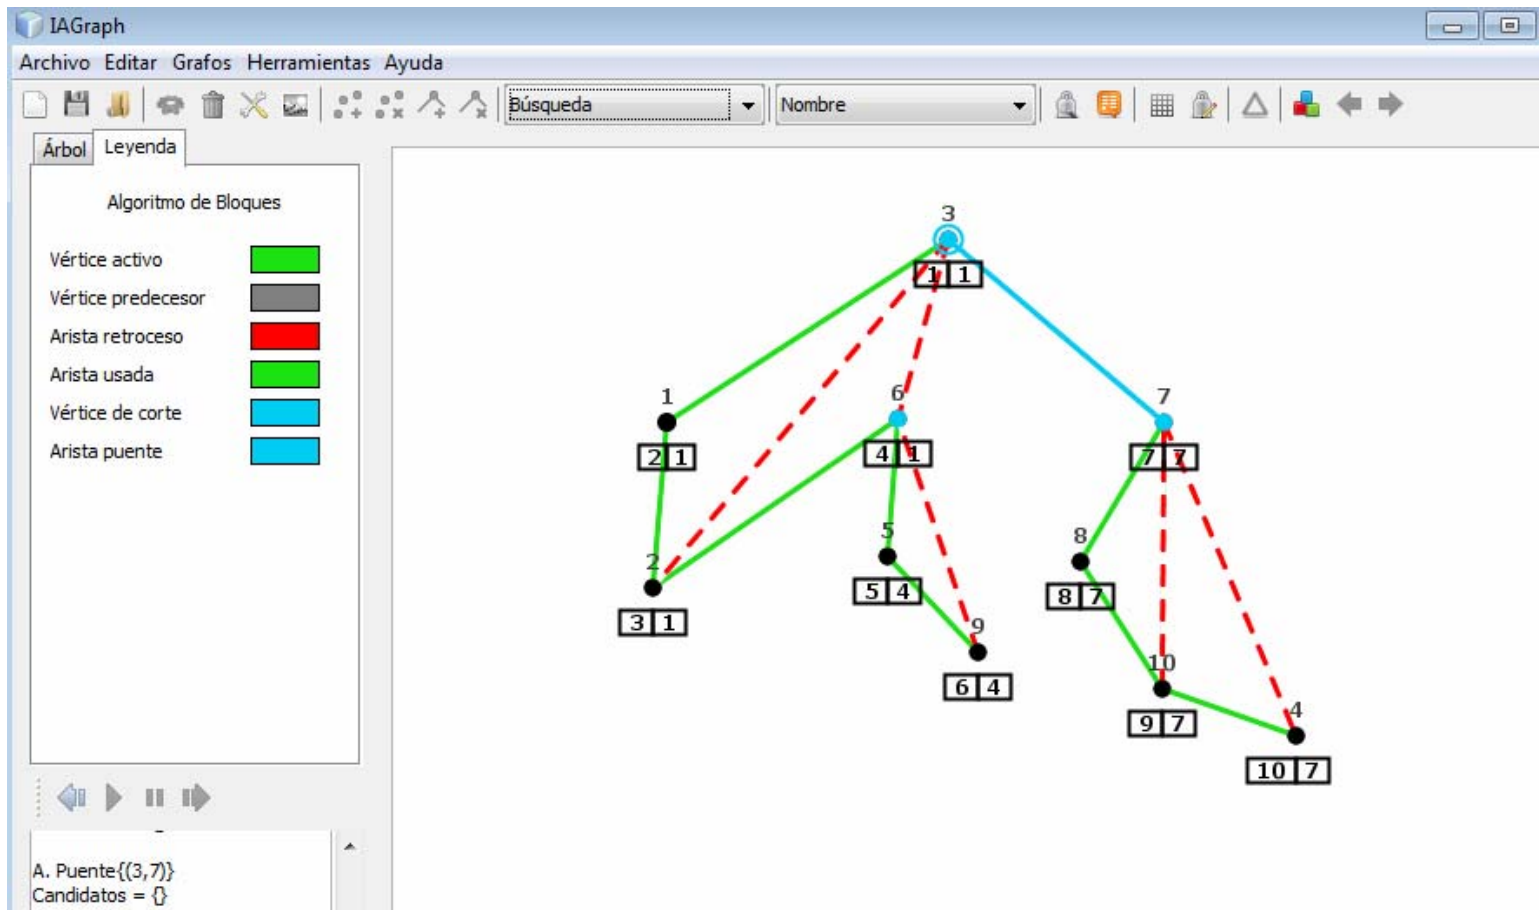 IAGraph
Archivo Editar Grafos Herramientas Ayuda
Búsqueda Nombre
Árbol Leyenda
Algoritmo de Bloques
Vértice activo
Vértice predecesor
Arista retroceso
Arista usada
Vértice de corte
Arista puente
3
1 1
1
2 1
6
4 1
7
7 7
2
3 1
5
5 4
8
8 7
9
6 4
10
9 7
4
10 7
A. Puente{(3,7)}
Candidatos = {}